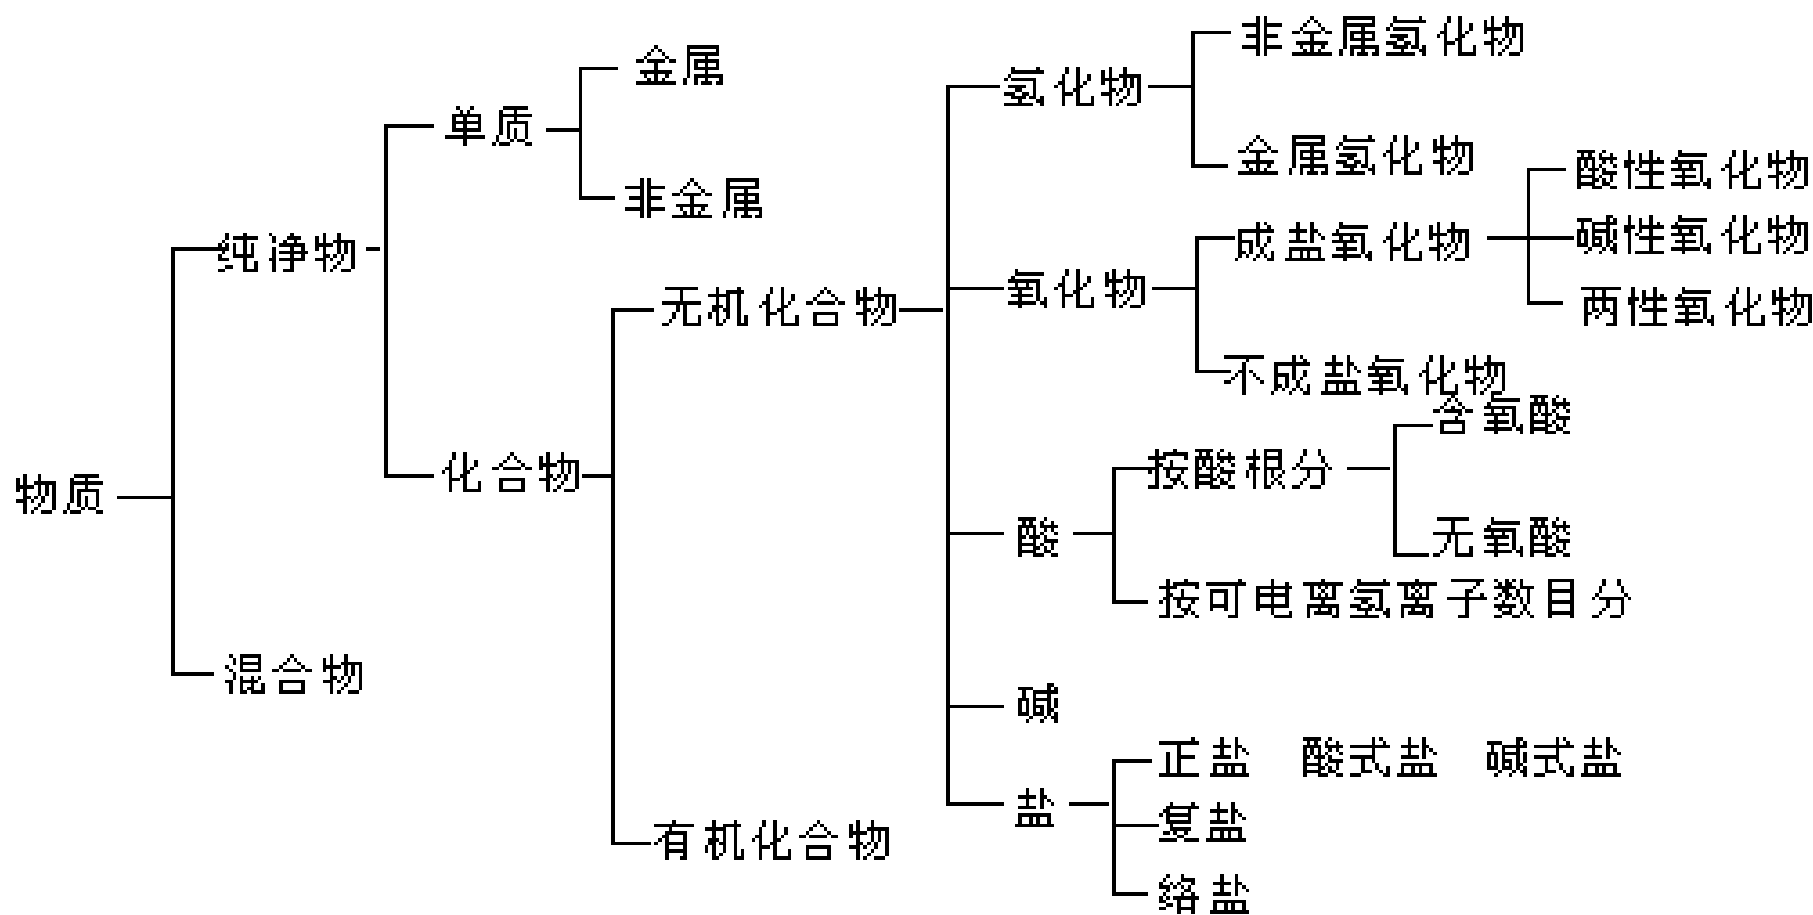 物质
纯净物
混合物
单质
化合物
金属
非金属
无机化合物
有机化合物
氢化物
氧化物
酸
碱
盐
非金属氢化物
金属氢化物
成盐氧化物
不成盐氧化物
酸性氧化物
碱性氧化物
两性氧化物
按酸根分
含氧酸
无氧酸
按可电离氢离子数目分
正盐 酸式盐 碱式盐
复盐
络盐